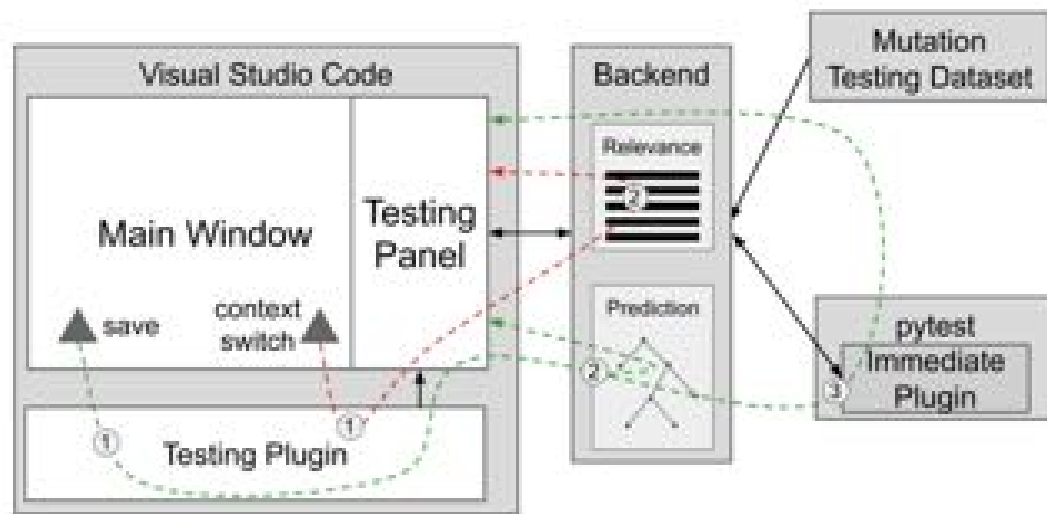 Visual Studio Code
Main Window
save
context
switch
Testing
Panel
1
1
Testing Plugin
Backend
Relevance
2
Prediction
2
Mutation
Testing Dataset
pytest
3
Immediate
Plugin